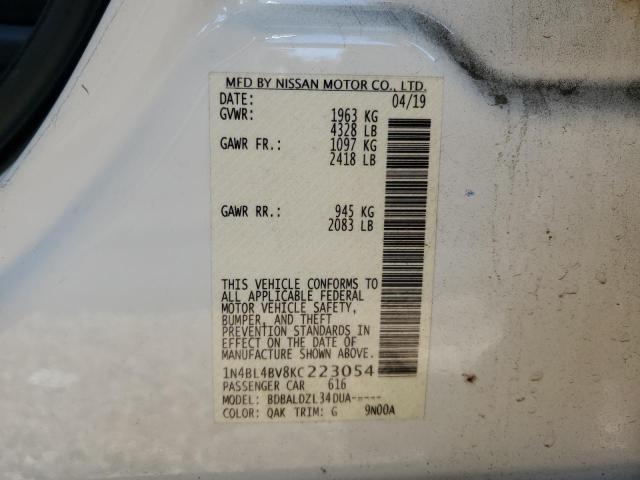 MFD BY NISSAN MOTOR CO., LTD.
DATE: 04/19
GVWR: 1963 KG
4328 LB
GAWR FR.: 1097 KG
2418 LB
GAWR RR.: 945 KG
2083 LB
THIS VEHICLE CONFORMS TO
ALL APPLICABLE FEDERAL
MOTOR VEHICLE SAFETY,
BUMPER, AND THEFT
PREVENTION STANDARDS IN
EFFECT ON THE DATE OF
MANUFACTURE SHOWN ABOVE.
1N4BL4BV8KC223054
PASSENGER CAR 616
MODEL: BDBALDZL34DUA-----
COLOR: QAK TRIM: G 9N00A